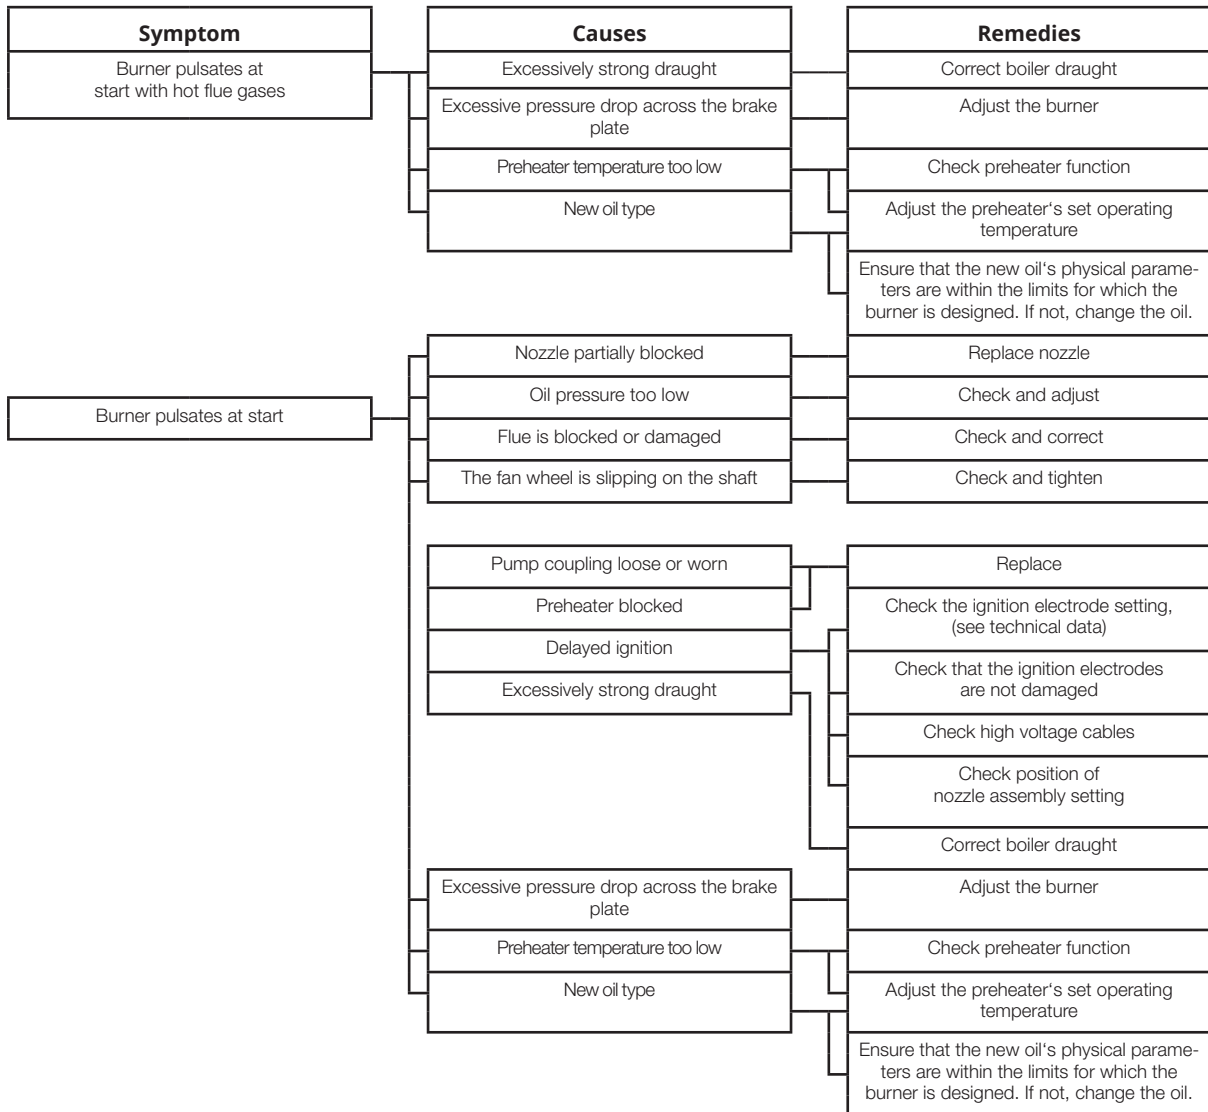 Symptom
Causes
Remedies
Burner pulsates at
start with hot flue gases
Excessively strong draught
Correct boiler draught
Excessive pressure drop across the brake
plate
Adjust the burner
Preheater temperature too low
Check preheater function
New oil type
Adjust the preheater‘s set operating
temperature
Ensure that the new oil‘s physical parame-
ters are within the limits for which the
burner is designed. If not, change the oil.
Burner pulsates at start
Nozzle partially blocked
Replace nozzle
Oil pressure too low
Check and adjust
Flue is blocked or damaged
Check and correct
The fan wheel is slipping on the shaft
Check and tighten
Pump coupling loose or worn
Replace
Preheater blocked
Check the ignition electrode setting,
(see technical data)
Delayed ignition
Check that the ignition electrodes
are not damaged
Excessively strong draught
Check high voltage cables
Check position of
nozzle assembly setting
Correct boiler draught
Excessive pressure drop across the brake
plate
Adjust the burner
Preheater temperature too low
Check preheater function
New oil type
Adjust the preheater‘s set operating
temperature
Ensure that the new oil‘s physical parame-
ters are within the limits for which the
burner is designed. If not, change the oil.